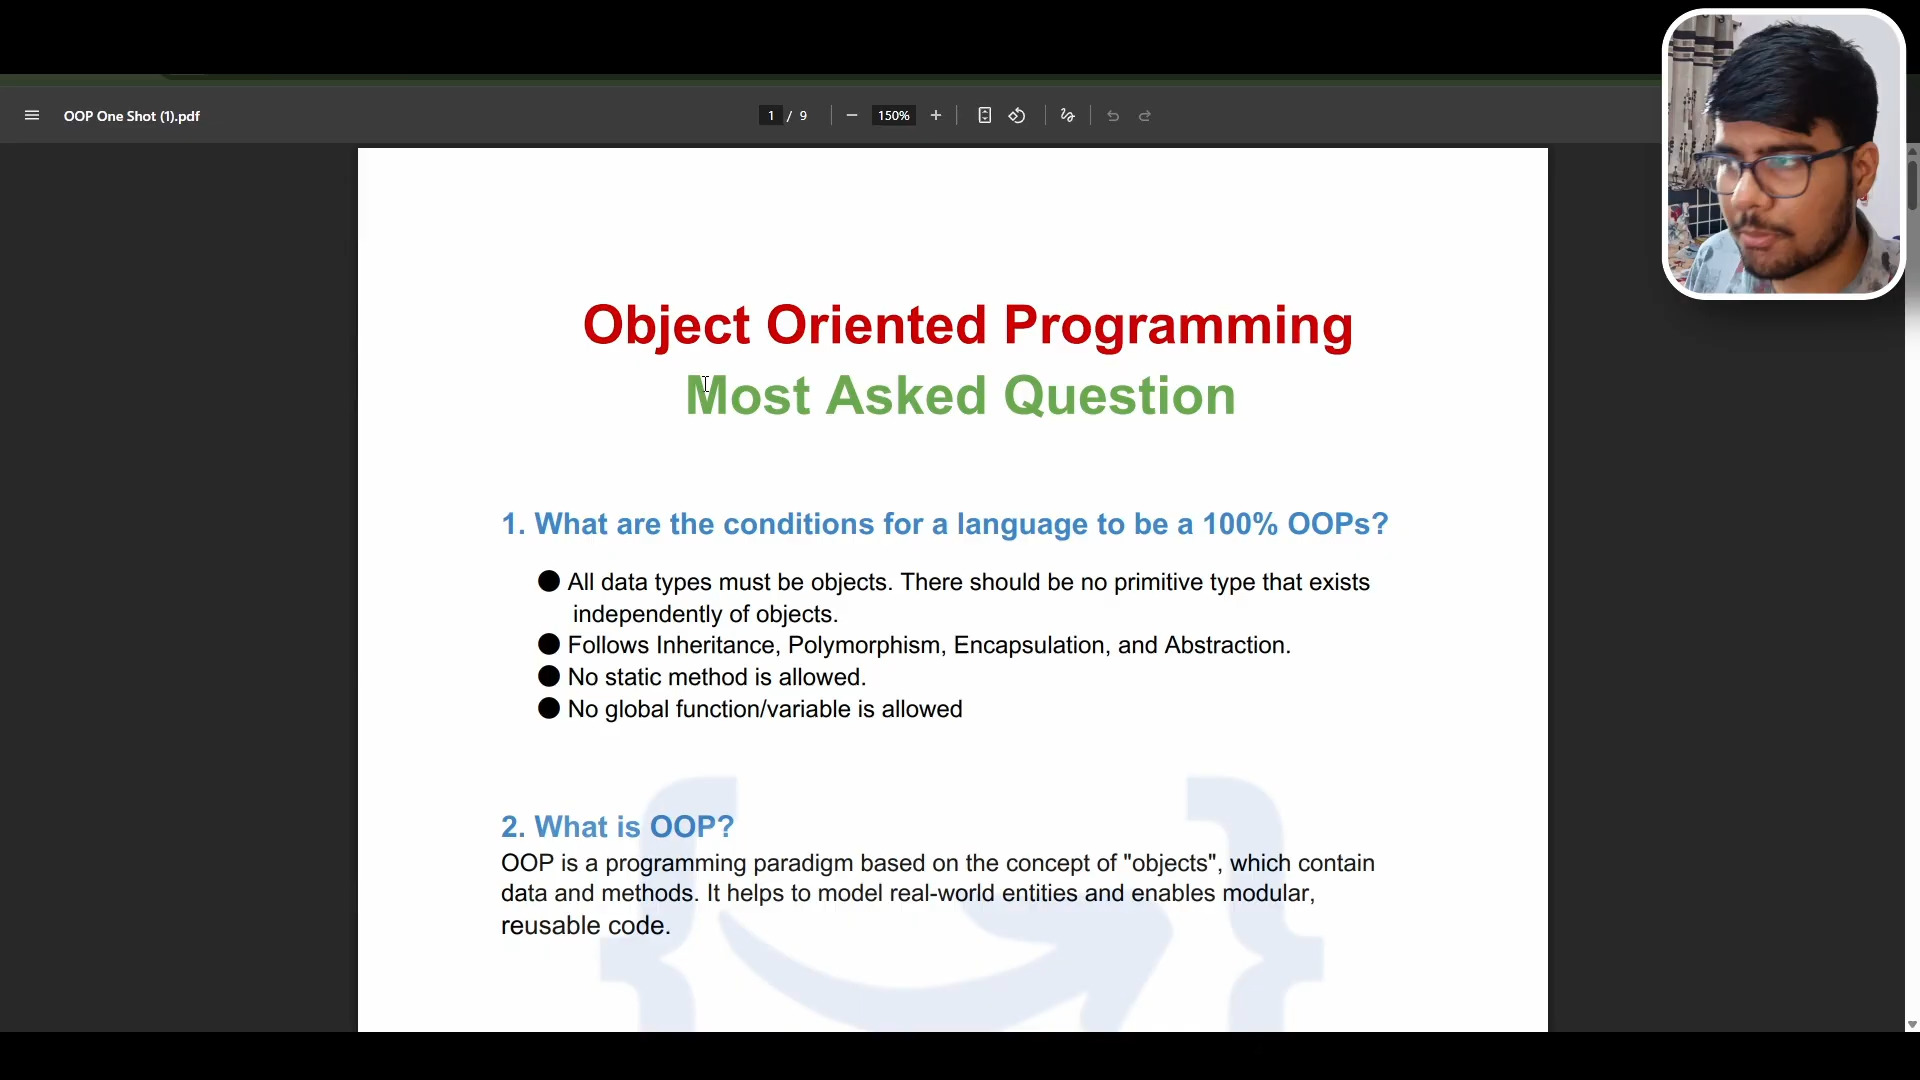 OOP One Shot (1).pdf
1 / 9
150%
Object Oriented Programming
Most Asked Question
1. What are the conditions for a language to be a 100% OOPs?
● All data types must be objects. There should be no primitive type that exists
independently of objects.
● Follows Inheritance, Polymorphism, Encapsulation, and Abstraction.
● No static method is allowed.
● No global function/variable is allowed
2. What is OOP?
OOP is a programming paradigm based on the concept of "objects", which contain
data and methods. It helps to model real-world entities and enables modular,
reusable code.